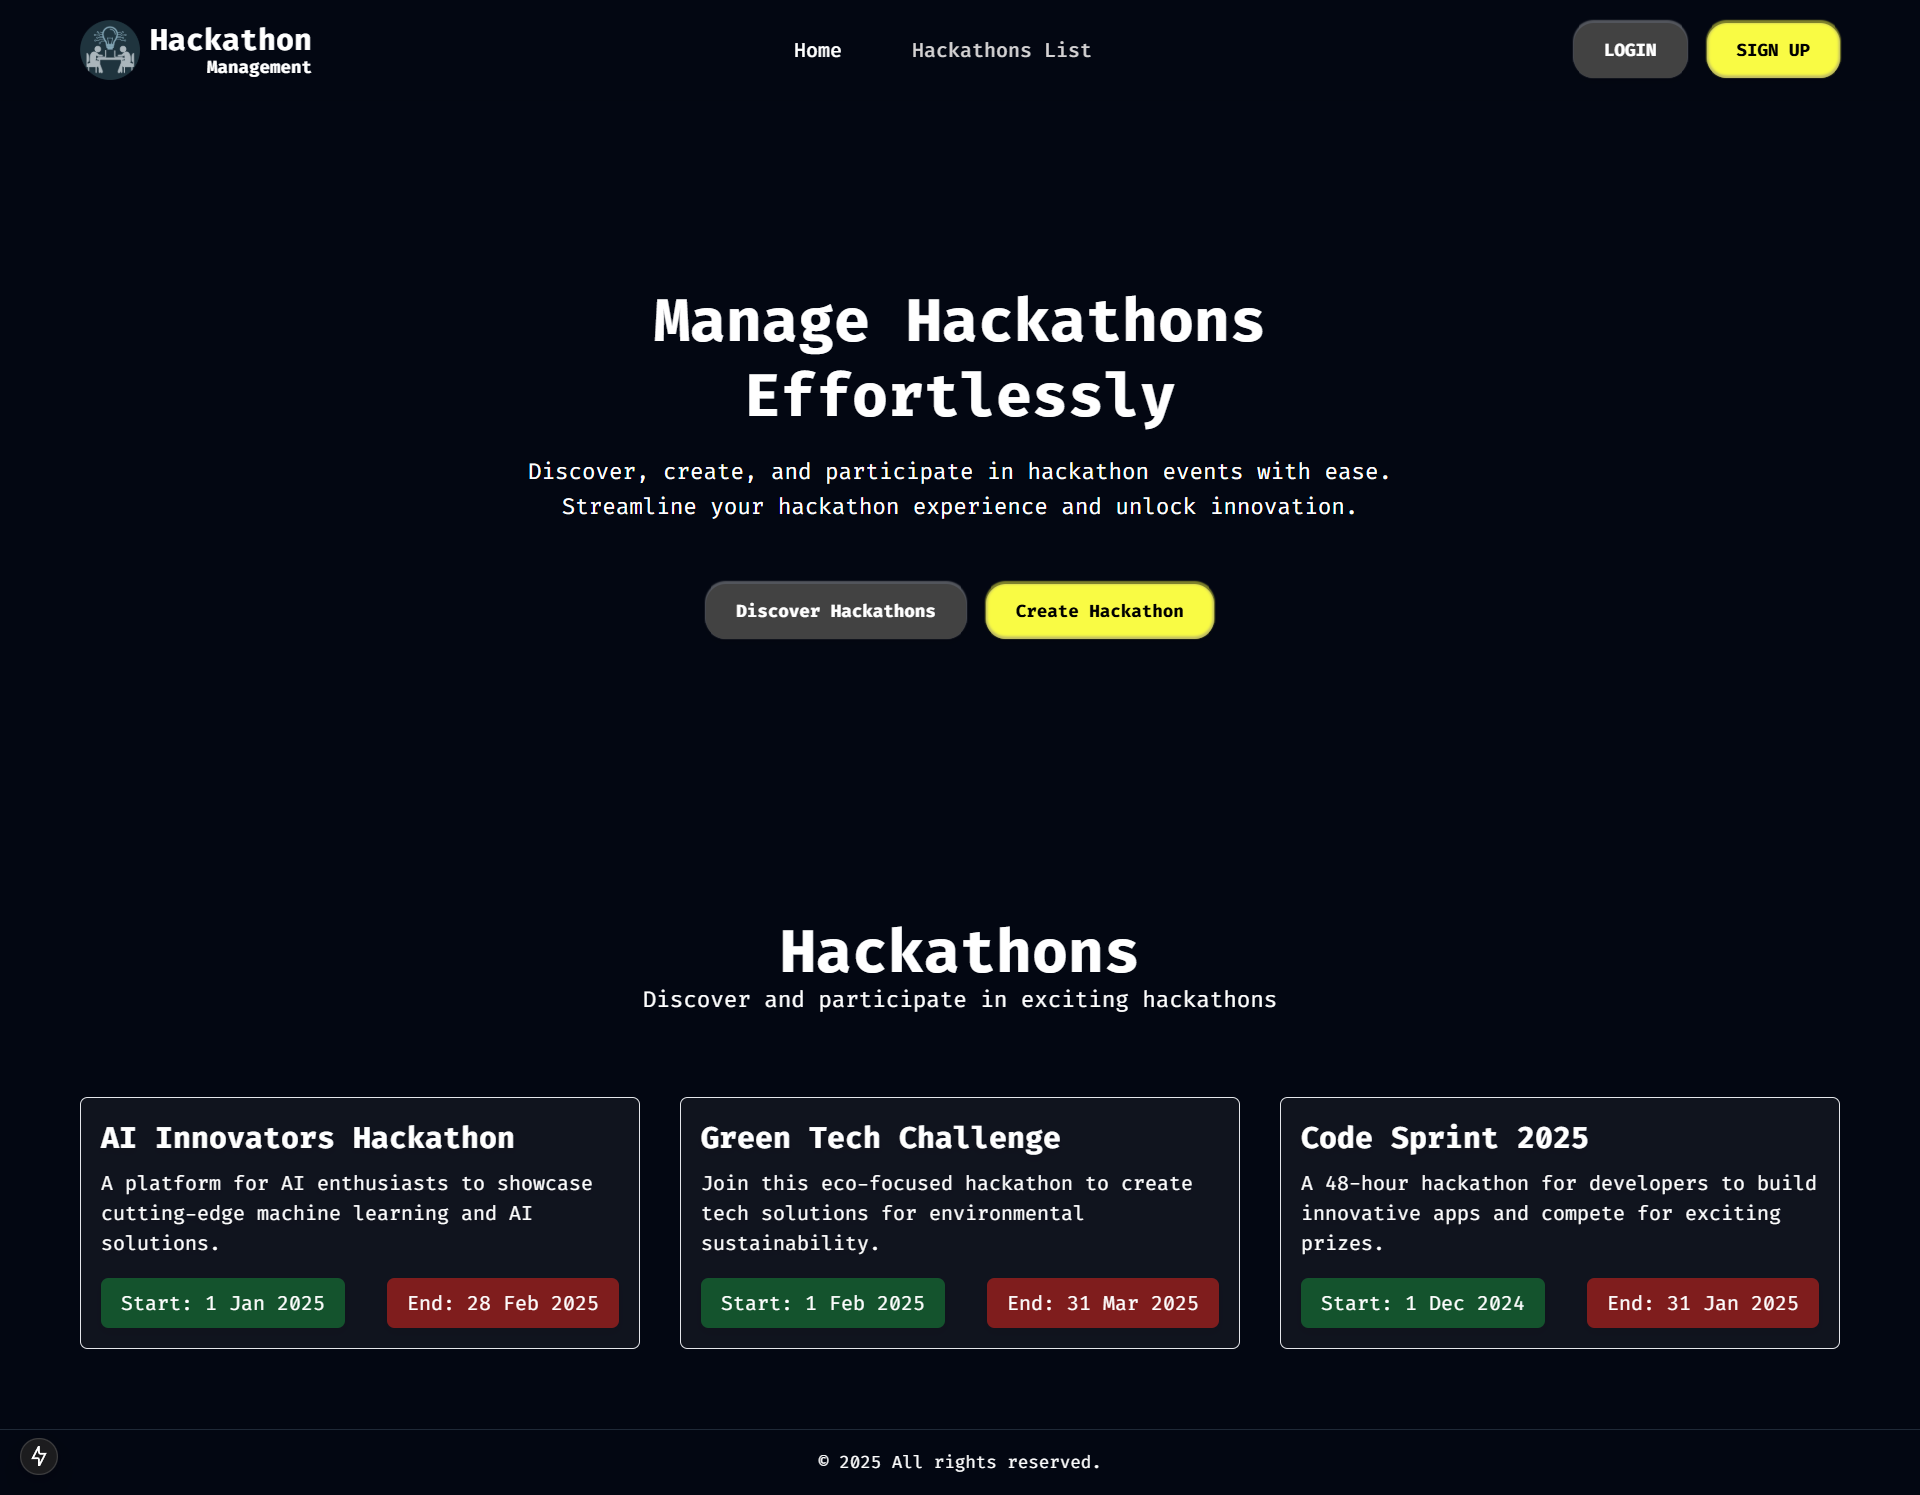 Hackathon
Management
Home
Hackathons List
LOGIN
SIGN UP
Manage Hackathons
Effortlessly
Discover, create, and participate in hackathon events with ease.
Streamline your hackathon experience and unlock innovation.
Discover Hackathons
Create Hackathon
Hackathons
Discover and participate in exciting hackathons
AI Innovators Hackathon
A platform for AI enthusiasts to showcase
cutting-edge machine learning and AI
solutions.
Start: 1 Jan 2025
End: 28 Feb 2025
Green Tech Challenge
Join this eco-focused hackathon to create
tech solutions for environmental
sustainability.
Start: 1 Feb 2025
End: 31 Mar 2025
Code Sprint 2025
A 48-hour hackathon for developers to build
innovative apps and compete for exciting
prizes.
Start: 1 Dec 2024
End: 31 Jan 2025
© 2025 All rights reserved.